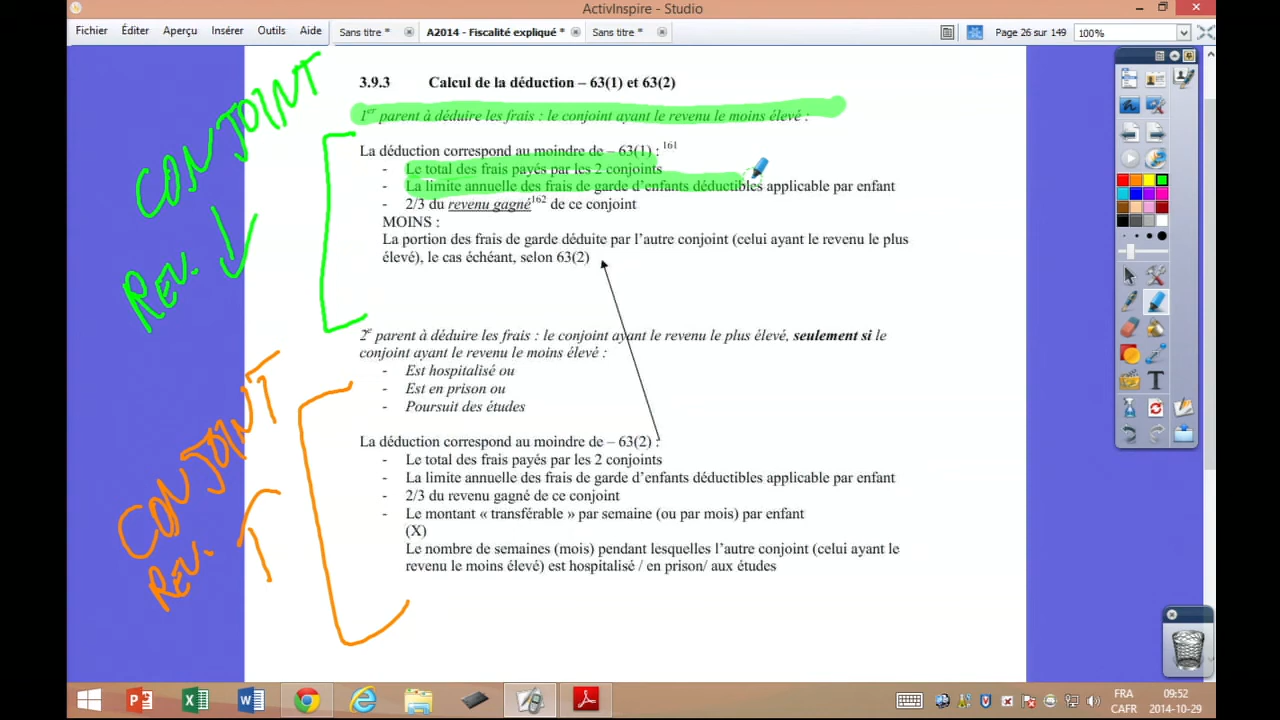 ActivInspire - Studio
Fichier Éditer Aperçu Insérer Outils Aide
Sans titre * A2014 - Fiscalité expliqué * Sans titre *
Page 26 sur 149 100%
3.9.3 Calcul de la déduction – 63(1) et 63(2)
1er parent à déduire les frais : le conjoint ayant le revenu le moins élevé :
La déduction correspond au moindre de – 63(1) : 161
- Le total des frais payés par les 2 conjoints
- La limite annuelle des frais de garde d'enfants déductibles applicable par enfant
- 2/3 du revenu gagné162 de ce conjoint
MOINS :
La portion des frais de garde déduite par l'autre conjoint (celui ayant le revenu le plus
élevé), le cas échéant, selon 63(2)
2e parent à déduire les frais : le conjoint ayant le revenu le plus élevé, seulement si le
conjoint ayant le revenu le moins élevé :
- Est hospitalisé ou
- Est en prison ou
- Poursuit des études
La déduction correspond au moindre de – 63(2) :
- Le total des frais payés par les 2 conjoints
- La limite annuelle des frais de garde d'enfants déductibles applicable par enfant
- 2/3 du revenu gagné de ce conjoint
- Le montant « transférable » par semaine (ou par mois) par enfant
(X)
Le nombre de semaines (mois) pendant lesquelles l'autre conjoint (celui ayant le
revenu le moins élevé) est hospitalisé / en prison/ aux études
CONJOINT
REV. ↓
CONJOINT
REV. ↑
FRA
CAFR
09:52
2014-10-29